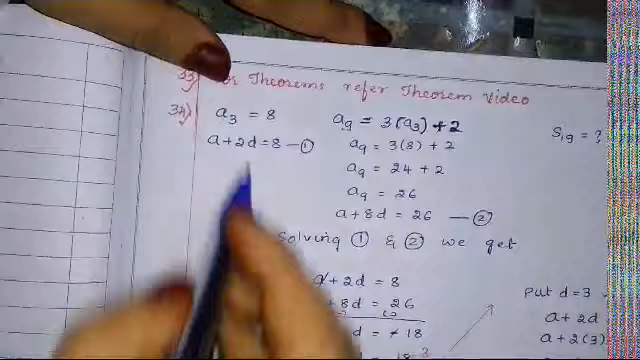 33) For Theorems refer Theorem Video
34) a₃ = 8
a + 2d = 8 — ①
a₉ = 3(a₃) + 2
a₉ = 3(8) + 2
a₉ = 24 + 2
a₉ = 26
a + 8d = 26 — ②
S₁₉ = ?
Solving ① & ② we get
a + 2d = 8
+ 8d = 26
d = -18
Put d = 3
a + 2d
a + 2(3)